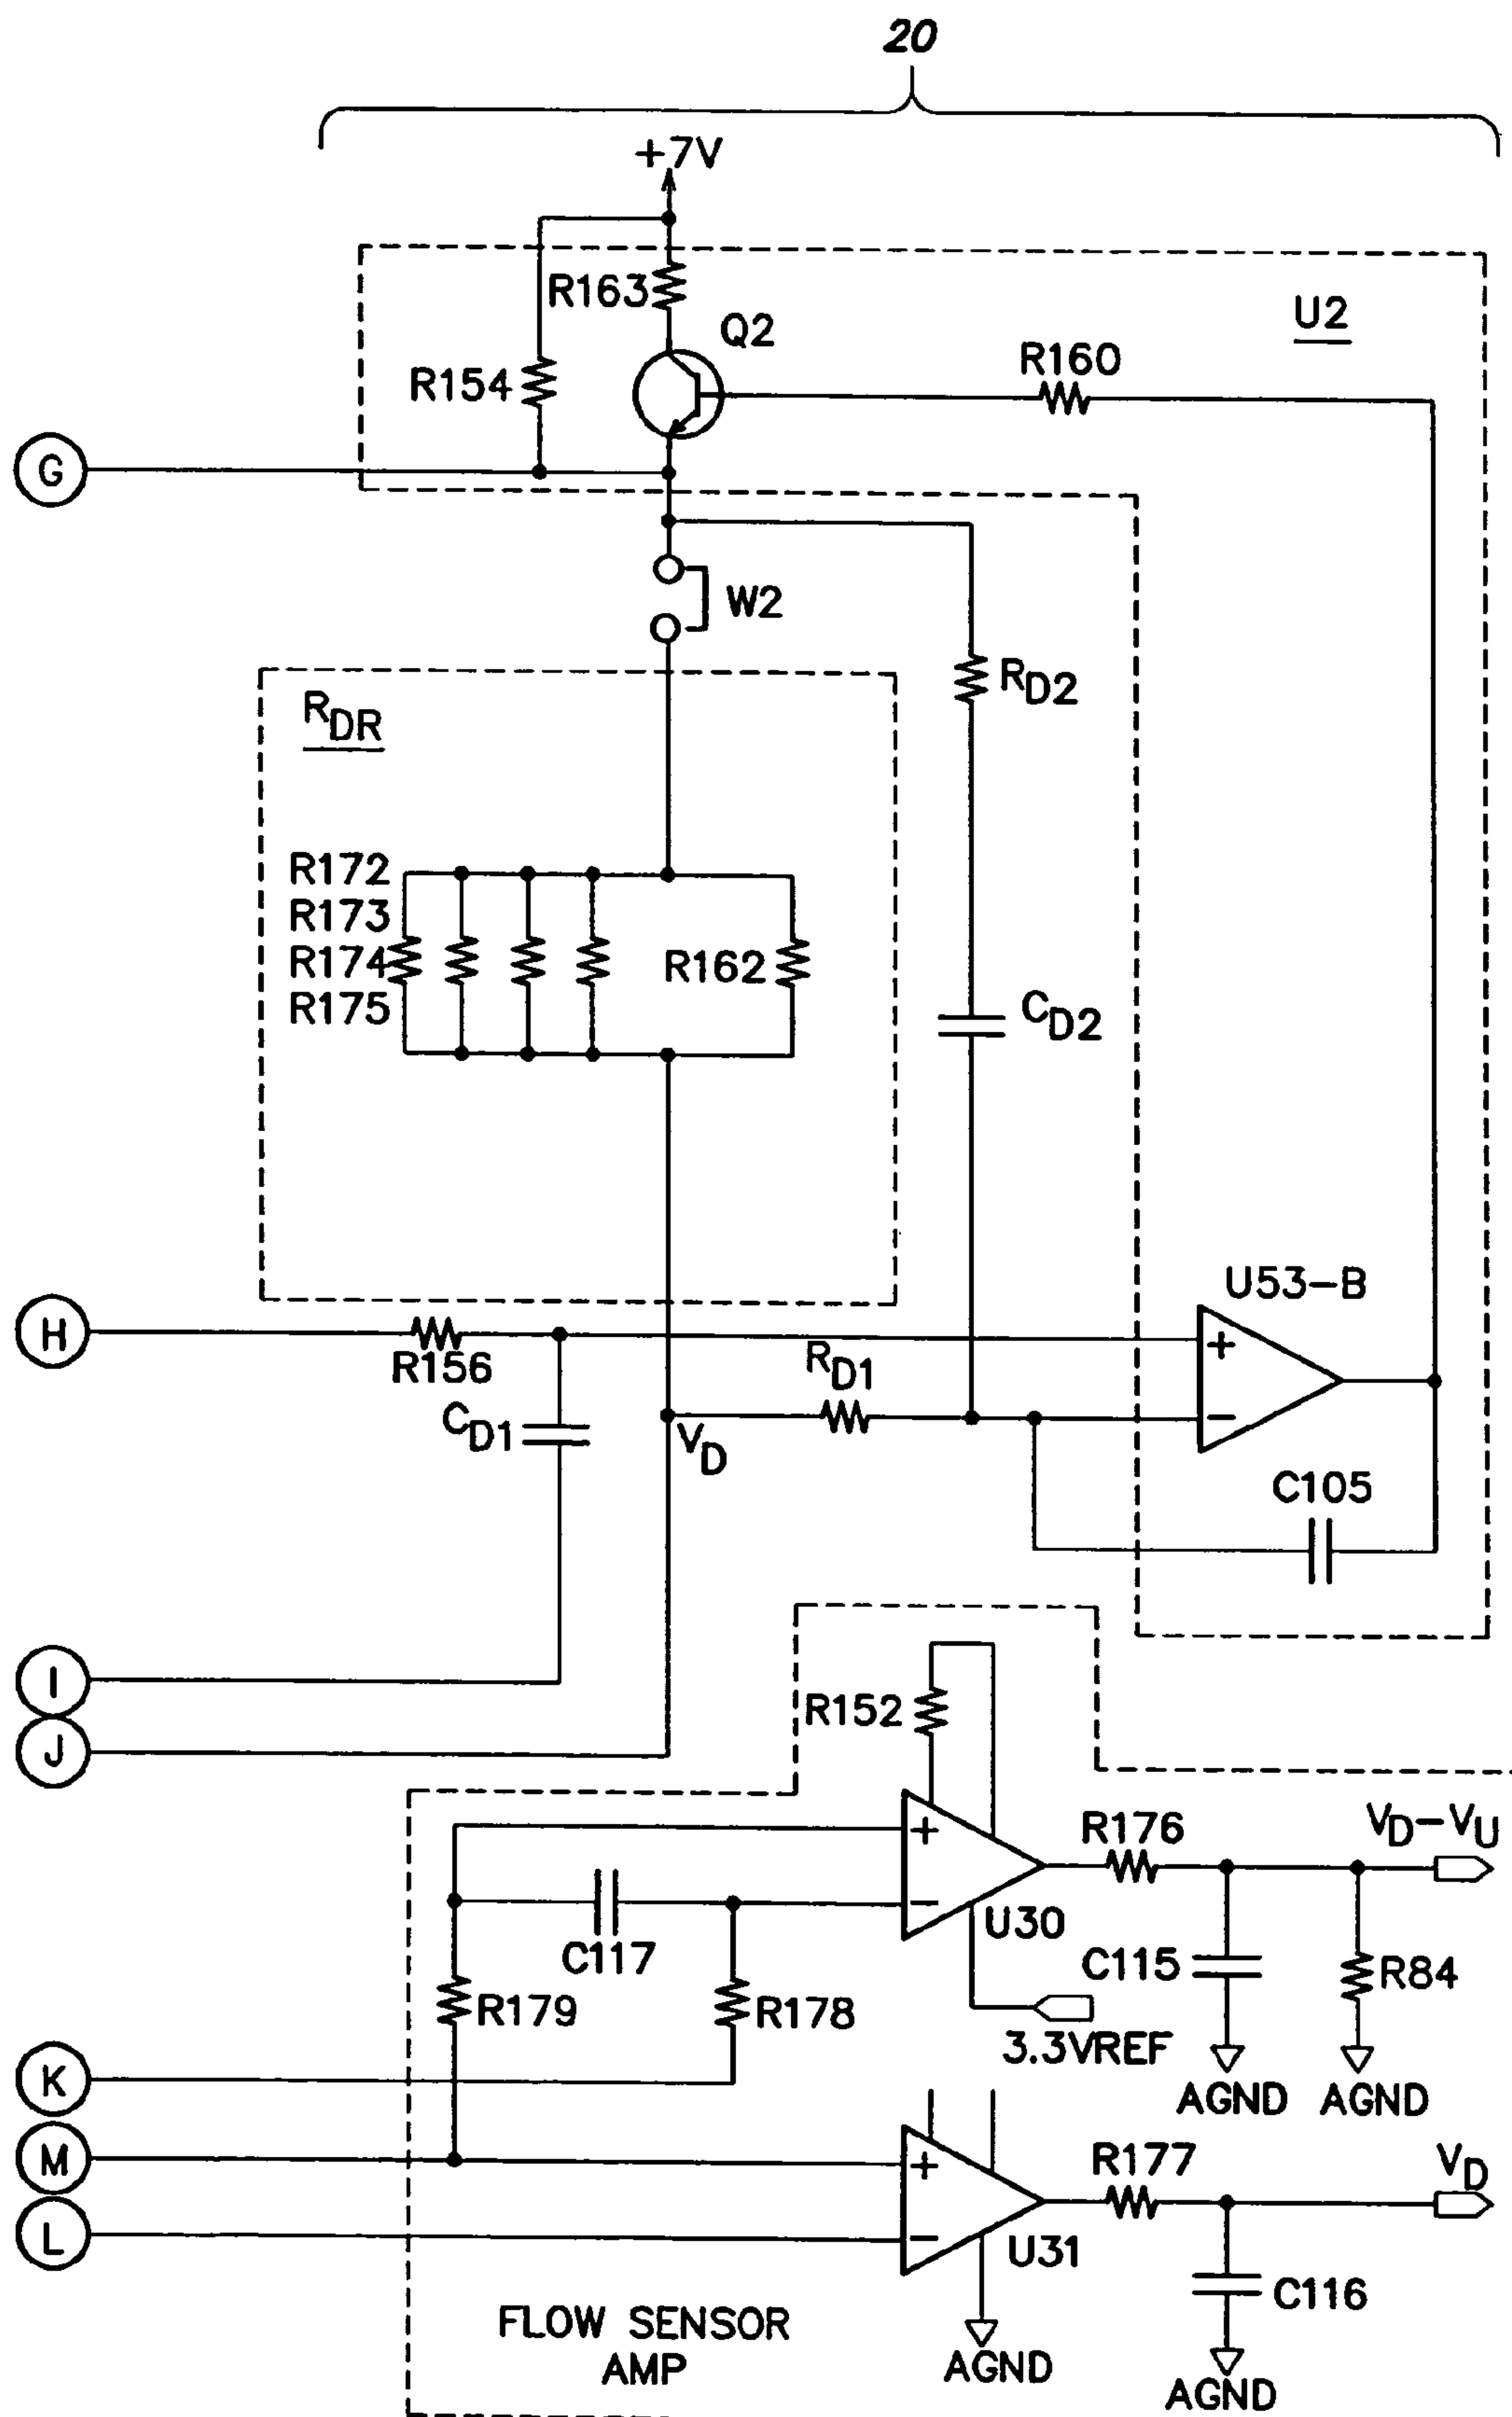 20
+7V
R163
Q2
U2
R160
R154
G
W2
RD2
RDR
R172
R173
R174
R175
R162
CD2
U53-B
H
+
R156
RD1
CD1
VD
−
C105
I
J
R152
+
R176
VD−VU
−
U30
C117
C115
R84
R179
R178
3.3VREF
K
AGND
AGND
M
+
R177
VD
L
−
U31
C116
FLOW SENSOR
AMP
AGND
AGND